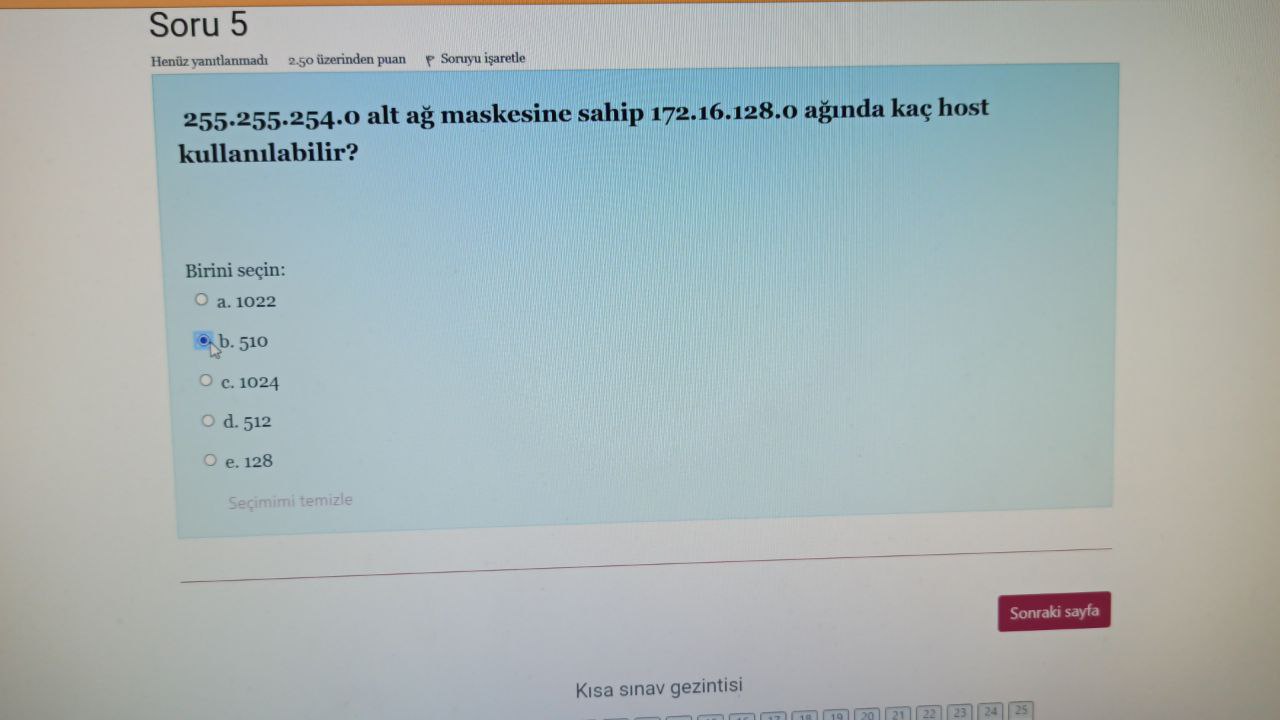 Soru 5
Henüz yanıtlanmadı 2.50 üzerinden puan Soruyu işaretle
255.255.254.0 alt ağ maskesine sahip 172.16.128.0 ağında kaç host
kullanılabilir?
Birini seçin:
a. 1022
b. 510
c. 1024
d. 512
e. 128
Seçimimi temizle
Sonraki sayfa
Kısa sınav gezintisi
17 18 19 20 21 22 23 24 25